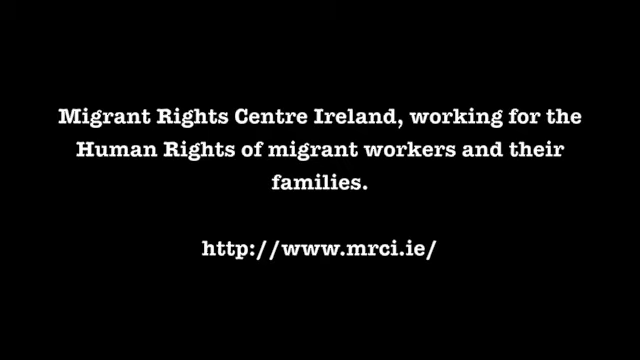 Migrant Rights Centre Ireland, working for the
Human Rights of migrant workers and their
families.
http://www.mrci.ie/